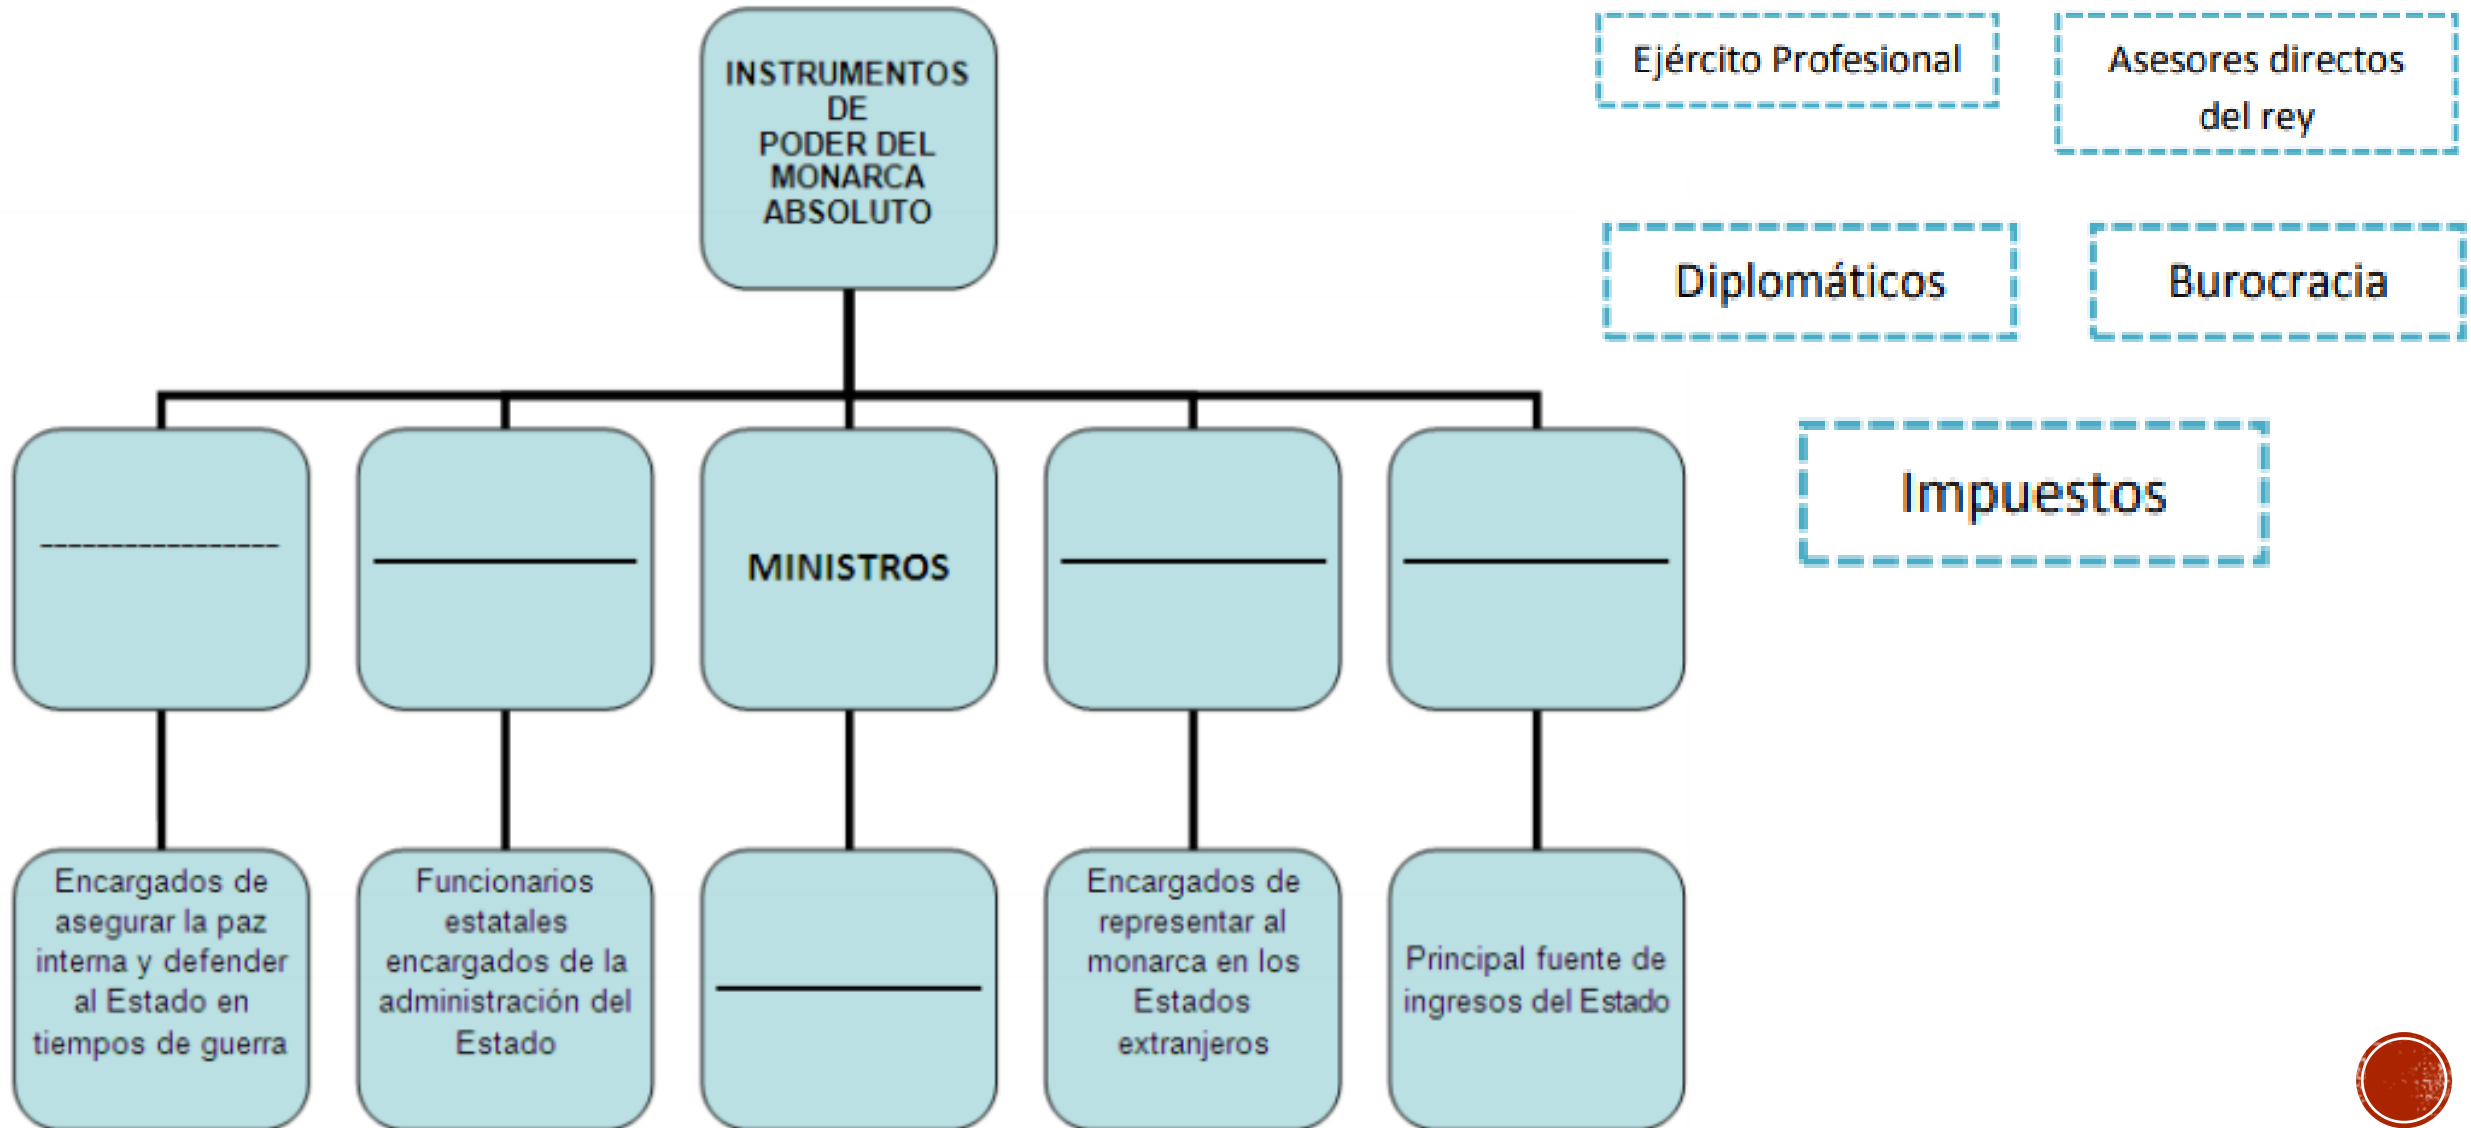 INSTRUMENTOS
DE
PODER DEL
MONARCA
ABSOLUTO
Ejército Profesional
Asesores directos
del rey
Diplomáticos
Burocracia
Impuestos
MINISTROS
Encargados de
asegurar la paz
interna y defender
al Estado en
tiempos de guerra
Funcionarios
estatales
encargados de la
administración del
Estado
Encargados de
representar al
monarca en los
Estados
extranjeros
Principal fuente de
ingresos del Estado